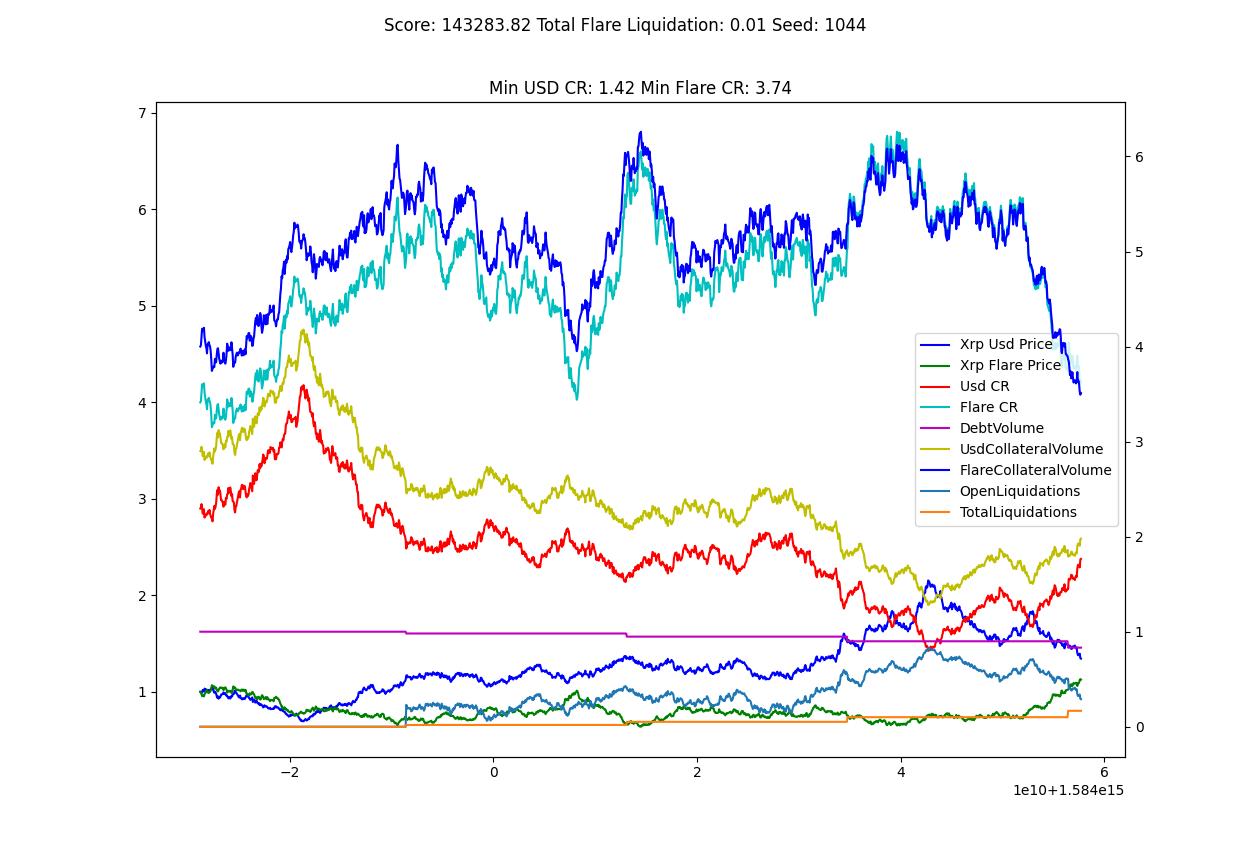 Score: 143283.82 Total Flare Liquidation: 0.01 Seed: 1044
Min USD CR: 1.42 Min Flare CR: 3.74
7
6
5
4
3
2
1
6
5
4
3
2
1
0
Xrp Usd Price
Xrp Flare Price
Usd CR
Flare CR
DebtVolume
UsdCollateralVolume
FlareCollateralVolume
OpenLiquidations
TotalLiquidations
−2 0 2 4 6
1e10+1.584e15